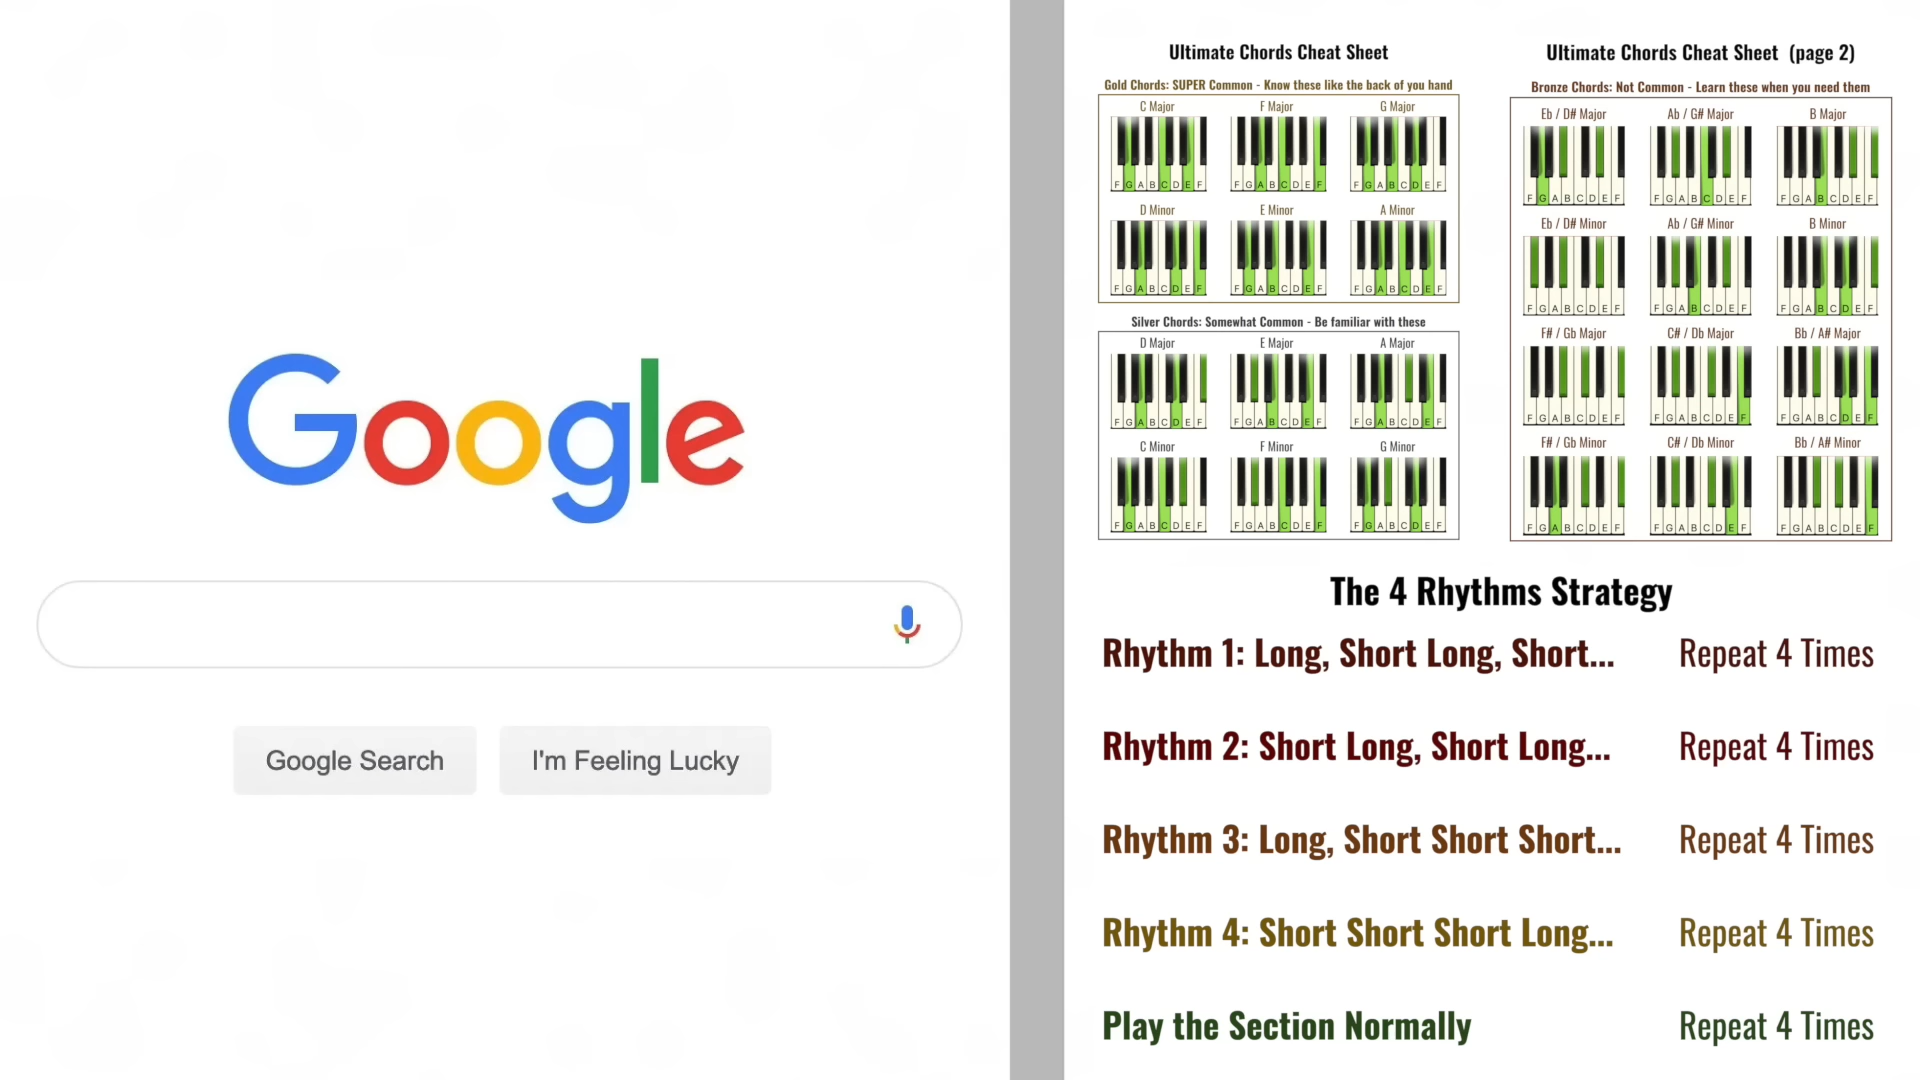 Google
Google Search
I'm Feeling Lucky
Ultimate Chords Cheat Sheet
Gold Chords: SUPER Common - Know these like the back of you hand
C Major
F Major
G Major
F G A B C D E F
F G A B C D E F
F G A B C D E F
D Minor
E Minor
A Minor
F G A B C D E F
F G A B C D E F
F G A B C D E F
Silver Chords: Somewhat Common - Be familiar with these
D Major
E Major
A Major
F G A B C D E F
F G A B C D E F
F G A B C D E F
C Minor
F Minor
G Minor
F G A B C D E F
F G A B C D E F
F G A B C D E F
Ultimate Chords Cheat Sheet (page 2)
Bronze Chords: Not Common - Learn these when you need them
Eb / D# Major
Ab / G# Major
B Major
F G A B C D E F
F G A B C D E F
F G A B C D E F
Eb / D# Minor
Ab / G# Minor
B Minor
F G A B C D E F
F G A B C D E F
F G A B C D E F
F# / Gb Major
C# / Db Major
Bb / A# Major
F G A B C D E F
F G A B C D E F
F G A B C D E F
F# / Gb Minor
C# / Db Minor
Bb / A# Minor
F G A B C D E F
F G A B C D E F
F G A B C D E F
The 4 Rhythms Strategy
Rhythm 1: Long, Short Long, Short... Repeat 4 Times
Rhythm 2: Short Long, Short Long... Repeat 4 Times
Rhythm 3: Long, Short Short Short... Repeat 4 Times
Rhythm 4: Short Short Short Long... Repeat 4 Times
Play the Section Normally Repeat 4 Times